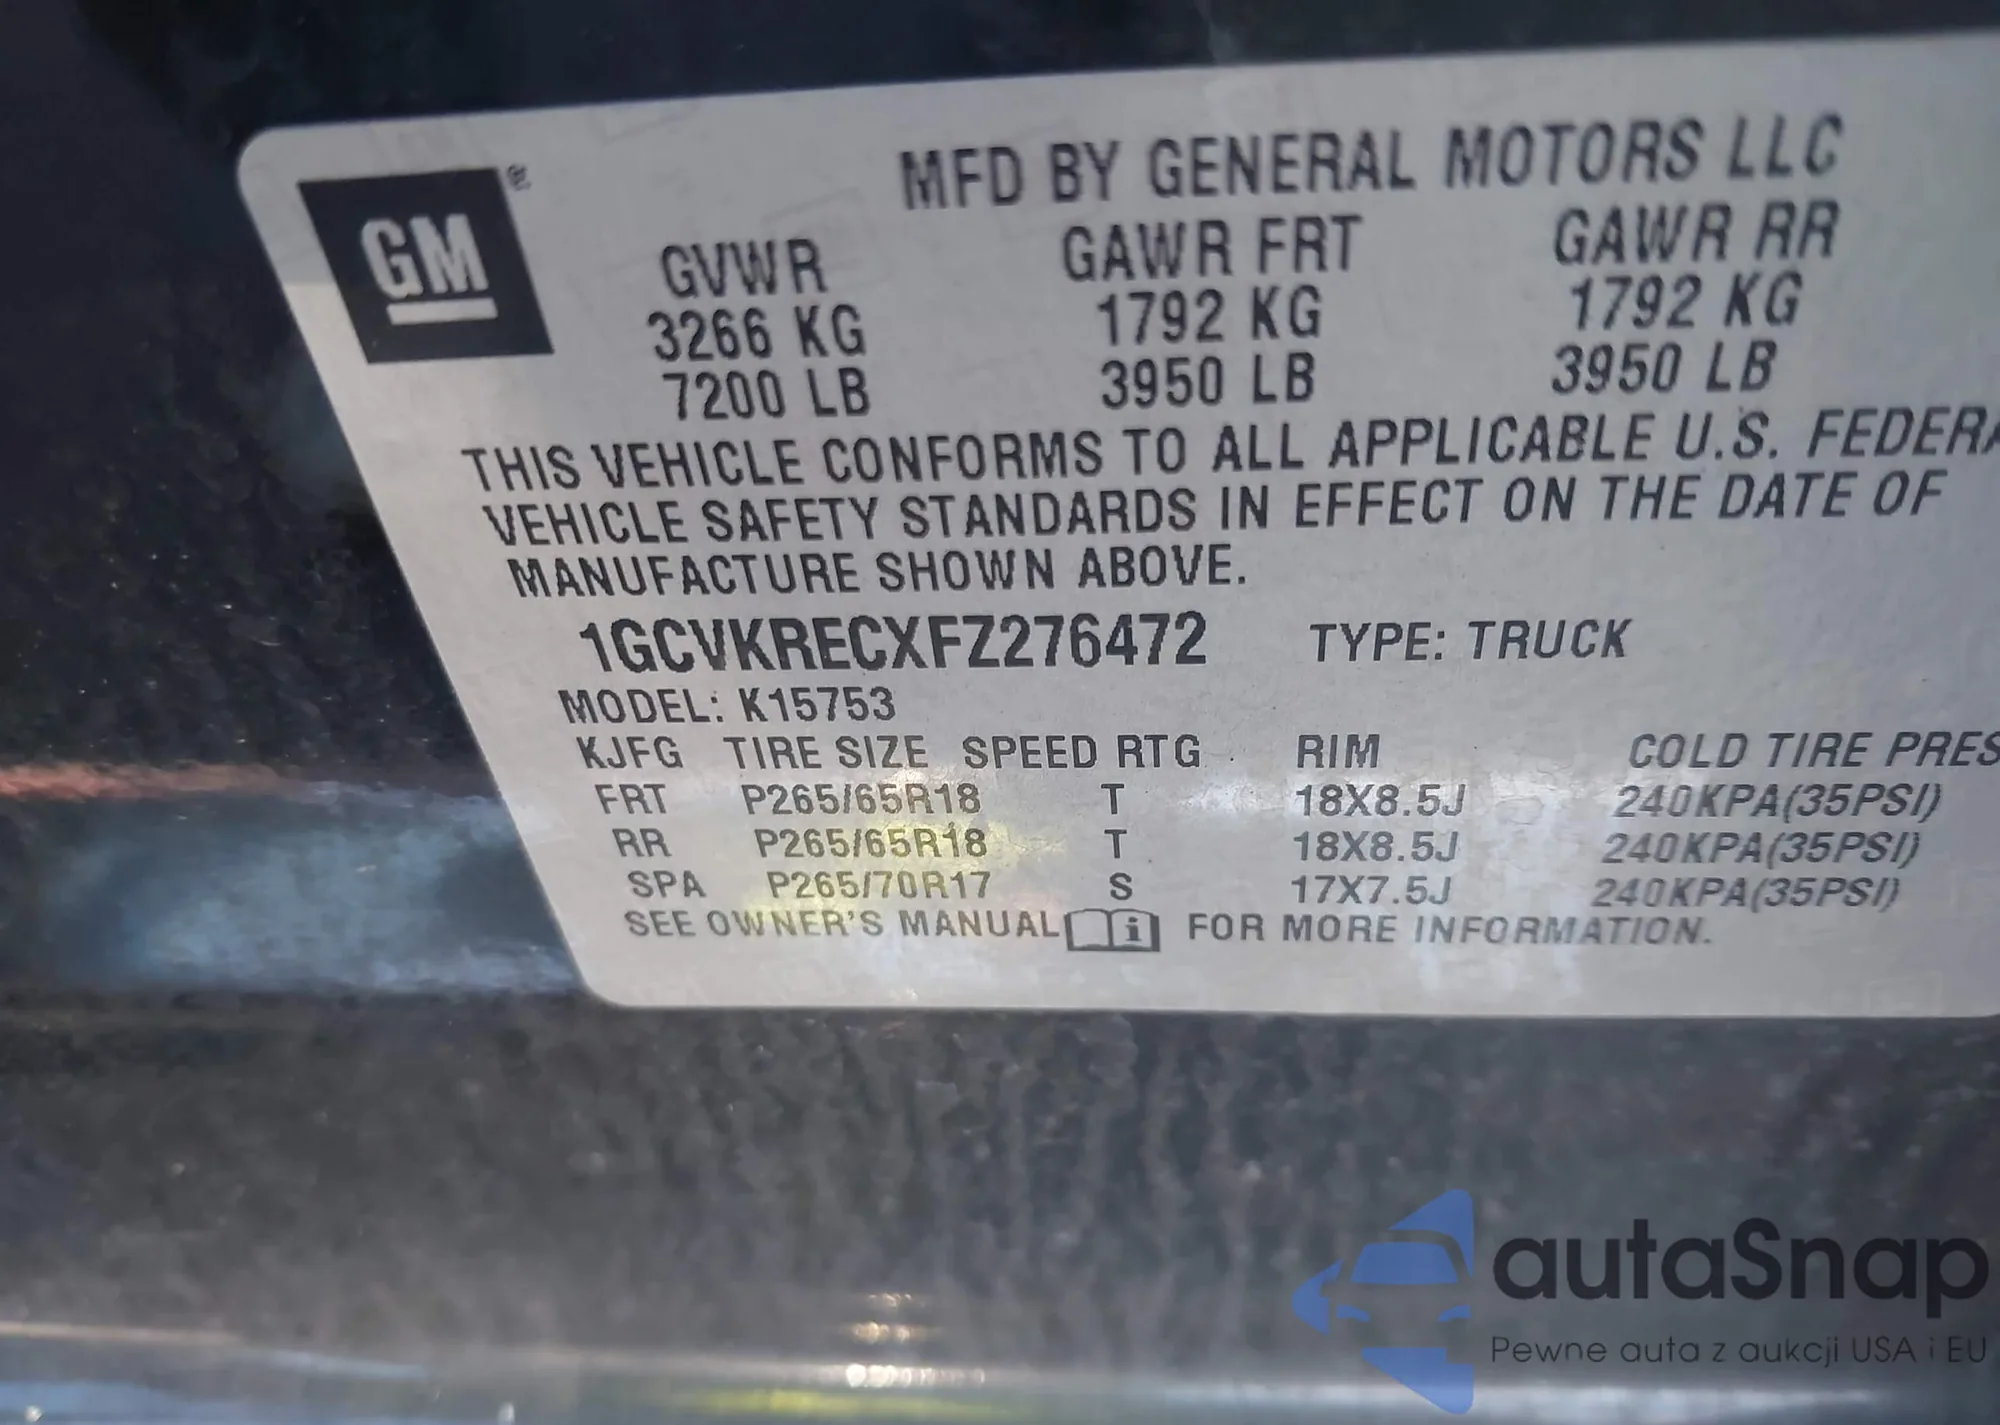 GM ®
MFD BY GENERAL MOTORS LLC
GVWR GAWR FRT GAWR RR
3266 KG 1792 KG 1792 KG
7200 LB 3950 LB 3950 LB
THIS VEHICLE CONFORMS TO ALL APPLICABLE U.S. FEDERA
VEHICLE SAFETY STANDARDS IN EFFECT ON THE DATE OF
MANUFACTURE SHOWN ABOVE.
1GCVKRECXFZ276472 TYPE: TRUCK
MODEL: K15753
KJFG TIRE SIZE SPEED RTG RIM COLD TIRE PRES
FRT P265/65R18 T 18X8.5J 240KPA(35PSI)
RR P265/65R18 T 18X8.5J 240KPA(35PSI)
SPA P265/70R17 S 17X7.5J 240KPA(35PSI)
SEE OWNER'S MANUAL i FOR MORE INFORMATION.
autaSnap
Pewne auta z aukcji USA i EU